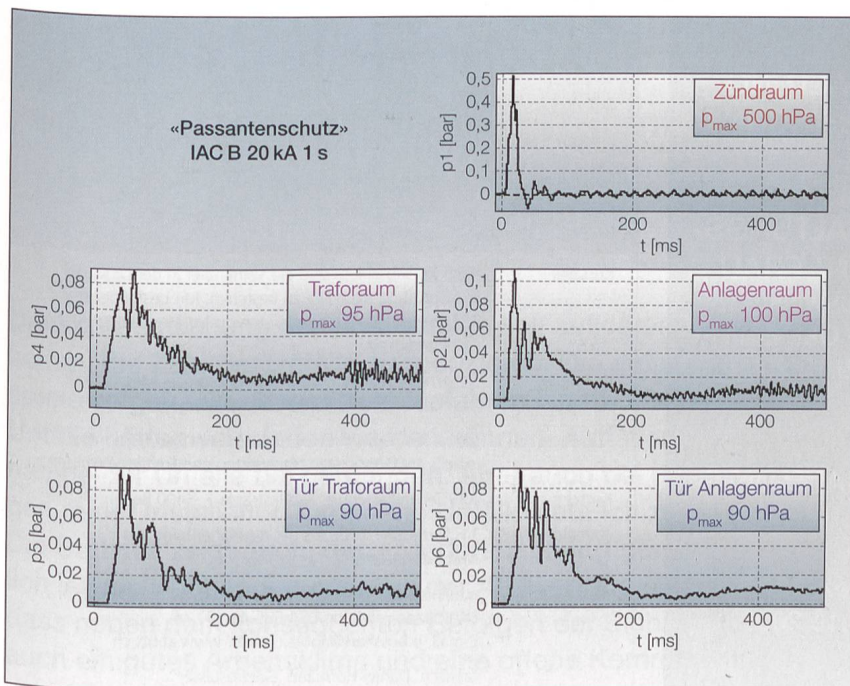 «Passantenschutz»
IAC B 20 kA 1 s
0,5
0,4
0,3
0,2
0,1
0
p1 [bar]
Zündraum
pmax 500 hPa
0
200
400
t [ms]
0,08
0,06
0,04
0,02
0
p4 [bar]
Traforaum
pmax 95 hPa
0
200
400
t [ms]
0,1
0,08
0,06
0,04
0,02
0
p2 [bar]
Anlagenraum
pmax 100 hPa
0
200
400
t [ms]
0,08
0,06
0,04
0,02
0
p5 [bar]
Tür Traforaum
pmax 90 hPa
0
200
400
t [ms]
0,08
0,06
0,04
0,02
0
p6 [bar]
Tür Anlagenraum
pmax 90 hPa
0
200
400
t [ms]